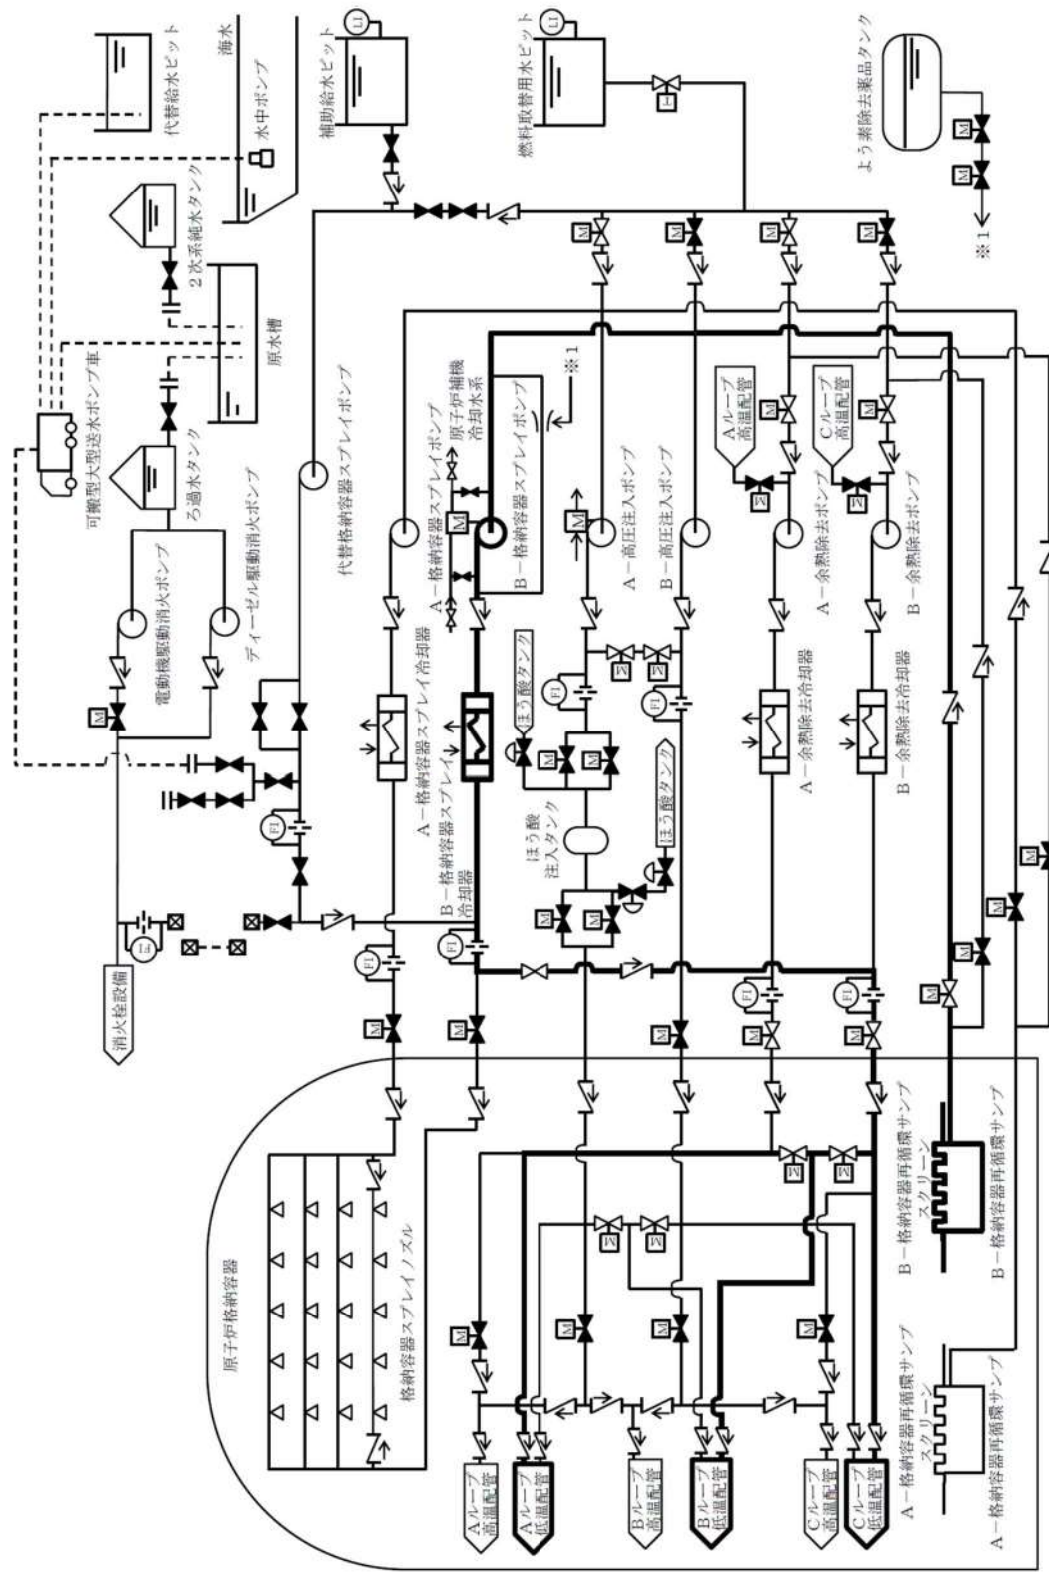 代替給水ピット
海水
水中ポンプ
2次系純水タンク
原水槽
可搬型大型送水ポンプ車
ろ過水タンク
電動機駆動消火ポンプ
ディーゼル駆動消火ポンプ
消火栓設備
FI
M
補助給水ピット
LI
燃料取替用水ピット
LI
T
よう素除去薬品タンク
M
M
※1
代替格納容器スプレイポンプ
FI
A-格納容器スプレイポンプ
原子炉補機
冷却水系
B-格納容器スプレイポンプ
※1
M
A-格納容器スプレイ冷却器
B-格納容器スプレイ
冷却器
FI
FI
M
M
A-高圧注入ポンプ
B-高圧注入ポンプ
M
M
M
M
M
FI
FI
ほう酸タンク
ほう酸
注入タンク
ほう酸タンク
M
M
M
M
M
Aループ
高温配管
Cループ
高温配管
M
M
M
M
M
M
A-余熱除去ポンプ
B-余熱除去ポンプ
A-余熱除去冷却器
B-余熱除去冷却器
FI
FI
M
M
M
M
M
M
原子炉格納容器
格納容器スプレイノズル
M
M
M
M
M
M
M
M
Aループ
高温配管
Aループ
低温配管
Bループ
高温配管
Bループ
低温配管
Cループ
高温配管
Cループ
低温配管
B-格納容器再循環サンプ
スクリーン
B-格納容器再循環サンプ
A-格納容器再循環サンプ
スクリーン
A-格納容器再循環サンプ